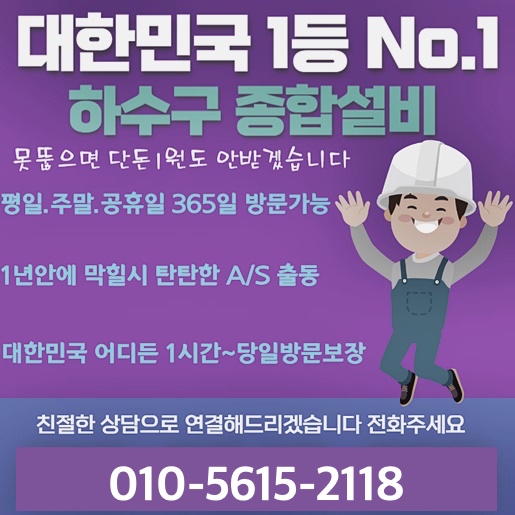 대한민국 1등 No.1
하수구 종합설비
못뚫으면 단돈1원도 안받겠습니다
평일.주말.공휴일 365일 방문가능
1년안에 막힐시 탄탄한 A/S 출동
대한민국 어디든 1시간~당일방문보장
친절한 상담으로 연결해드리겠습니다 전화주세요
010-5615-2118